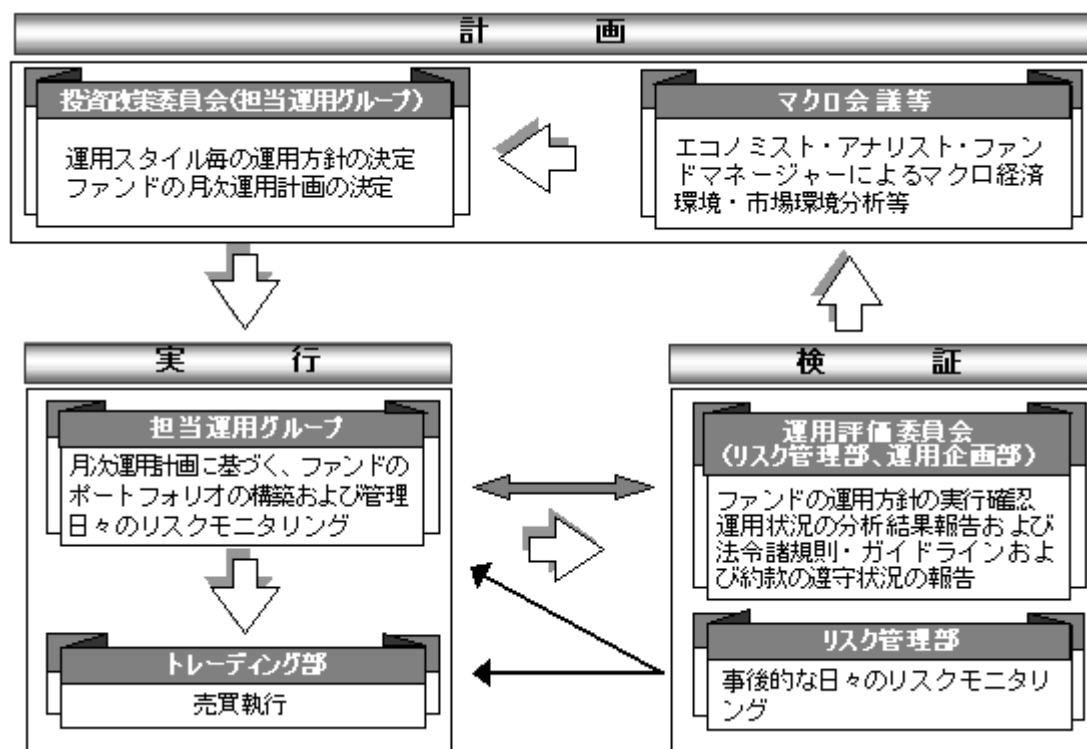 計 画
投資政策委員会(担当運用グループ)
運用スタイル毎の運用方針の決定
ファンドの月次運用計画の決定
マクロ会議等
エコノミスト・アナリスト・ファン
ドマネージャーによるマクロ経済
環境・市場環境分析等
実 行
担当運用グループ
月次運用計画に基づく、ファンドの
ポートフォリオの構築および管理
日々のリスクモニタリング
トレーディング部
売買執行
検 証
運用評価委員会
(リスク管理部、運用企画部)
ファンドの運用方針の実行確認
運用状況の分析結果報告および
法令諸規則・ガイドラインおよ
び約款の遵守状況の報告
リスク管理部
事後的な日々のリスクモニタリ
ング